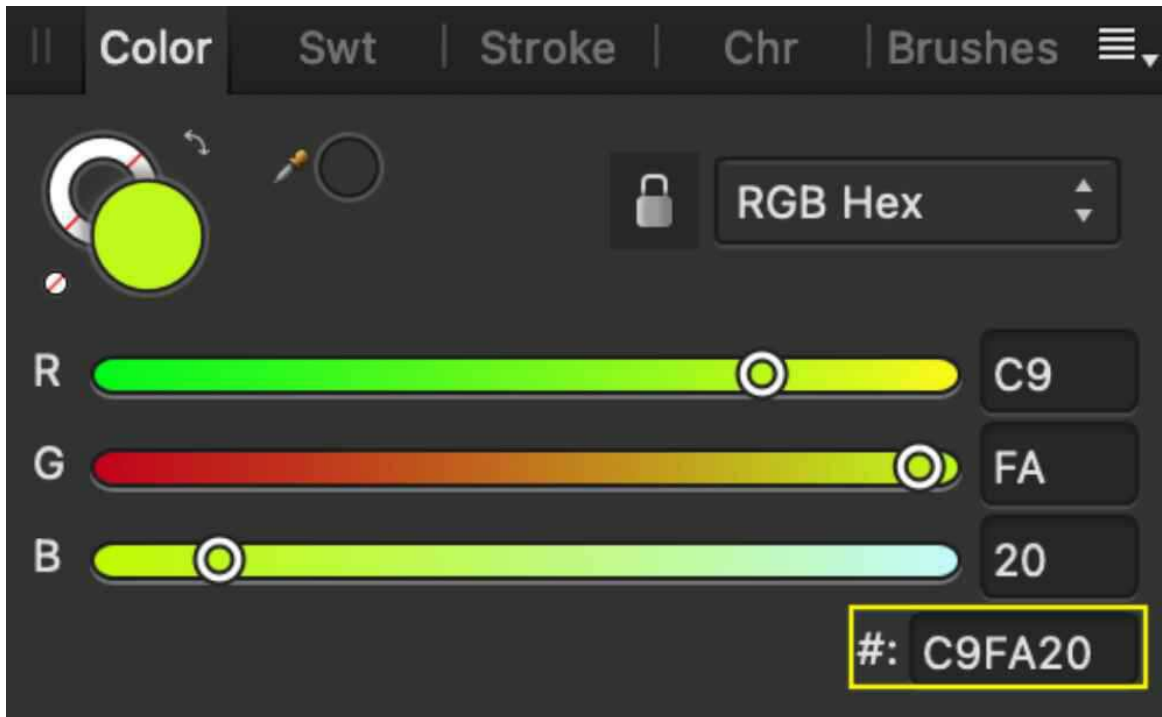 Color Swt Stroke Chr Brushes
RGB Hex
R C9
G FA
B 20
#: C9FA20